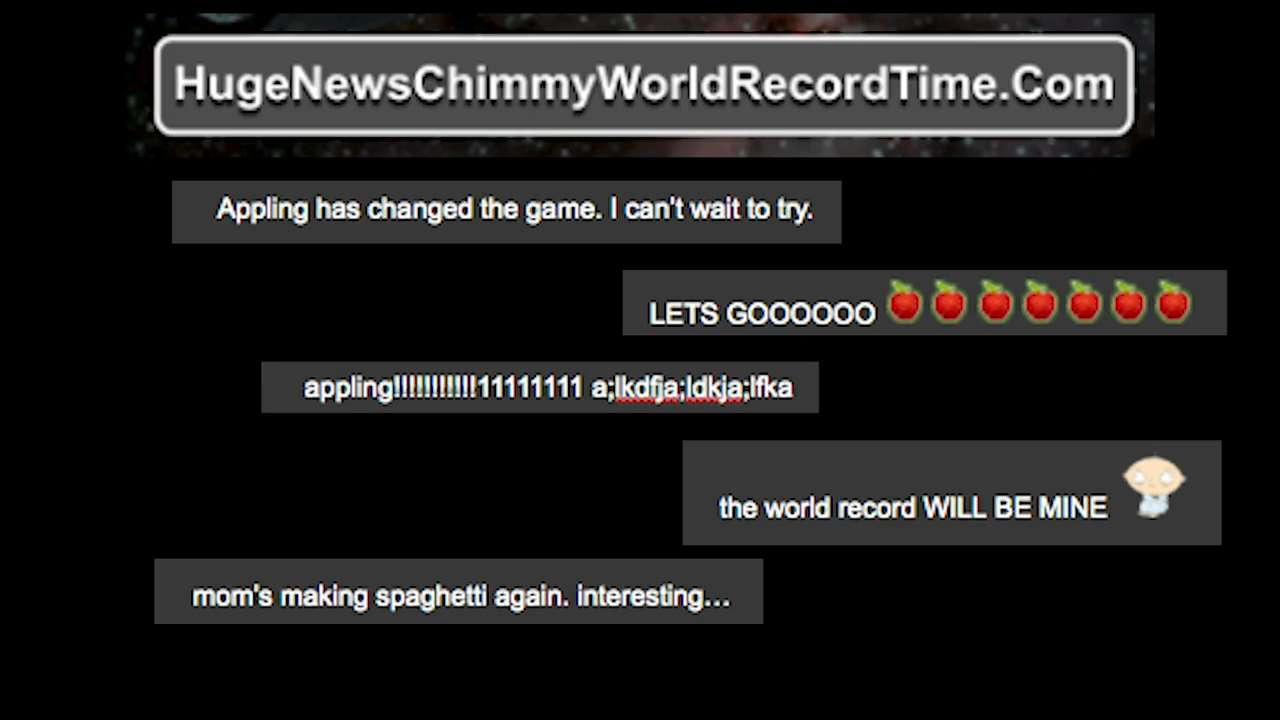 HugeNewsChimmyWorldRecordTime.Com
Appling has changed the game. I can't wait to try.
LETS GOOOOOO 🍎🍎🍎🍎🍎🍎🍎
appling!!!!!!!!!!!11111111 a;lkdfja;ldkja;lfka
the world record WILL BE MINE
mom's making spaghetti again. interesting...